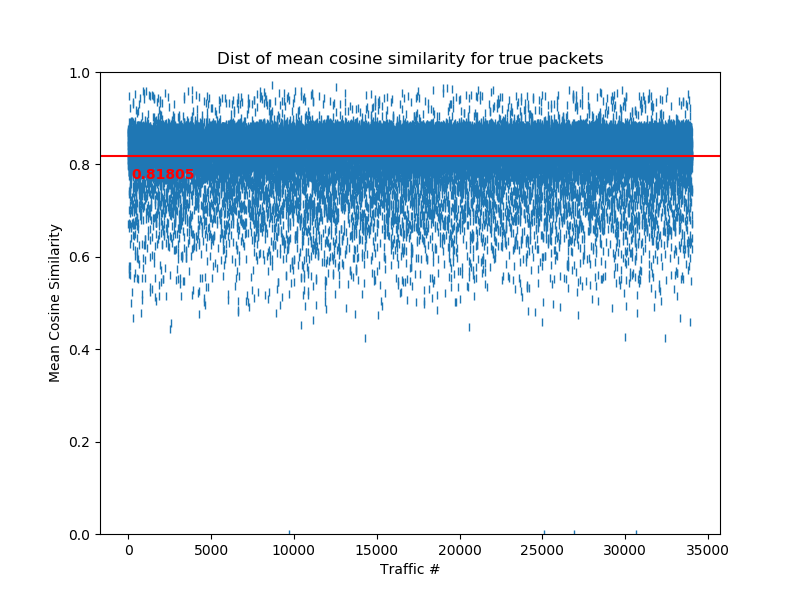 Dist of mean cosine similarity for true packets
1.0
0.8
0.81805
0.6
0.4
0.2
0.0
Mean Cosine Similarity
0 5000 10000 15000 20000 25000 30000 35000
Traffic #